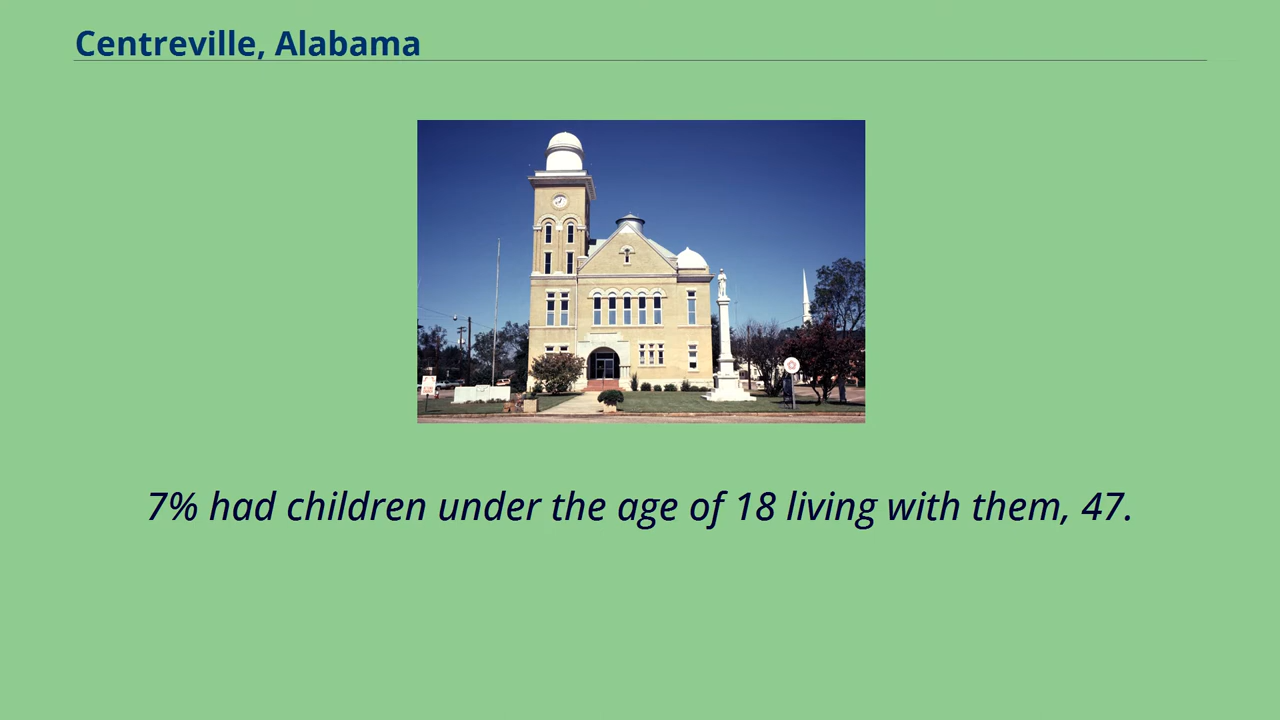 Centreville, Alabama
7% had children under the age of 18 living with them, 47.